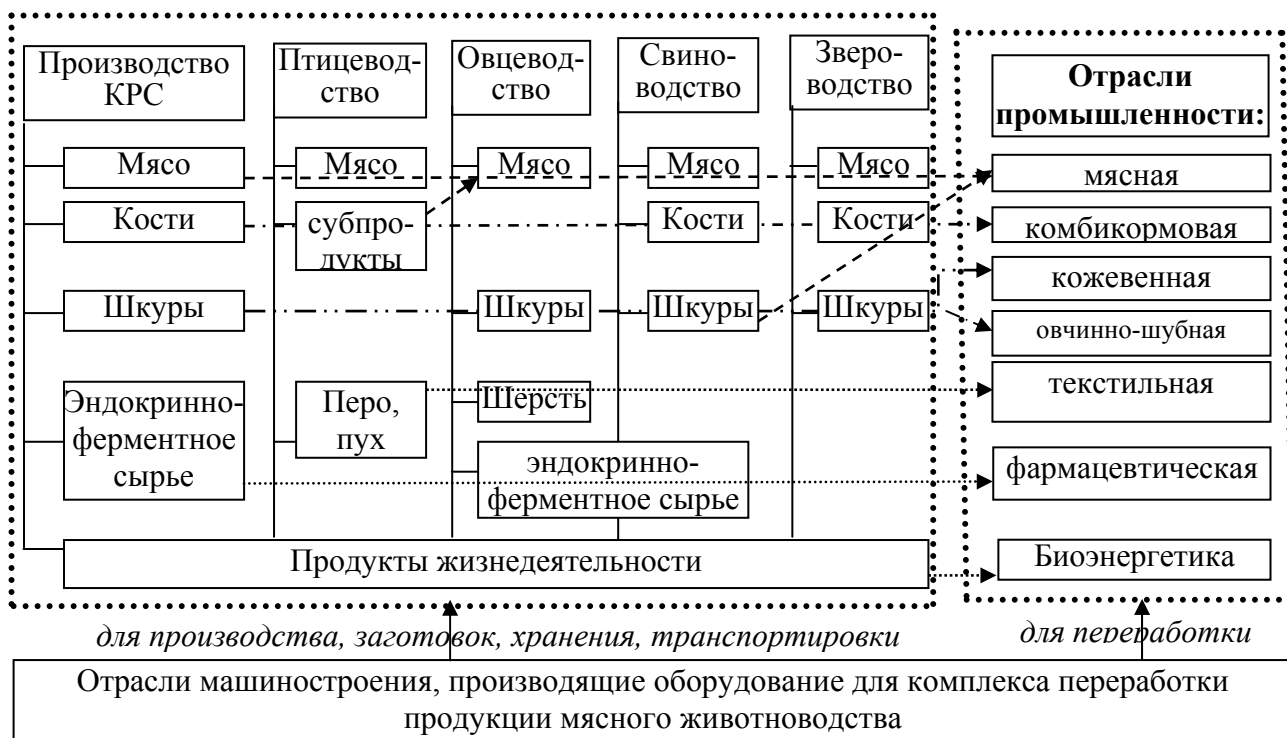 Производство
КРС
Птицевод-
ство
Овцевод-
ство
Свино-
водство
Зверо-
водство
Отрасли
промышленности:
Мясо
Мясо
Мясо
Мясо
Мясо
мясная
Кости
субпро-
дукты
Кости
Кости
комбикормовая
кожевенная
Шкуры
Шкуры
Шкуры
Шкуры
овчинно-шубная
Эндокринно-
ферментное
сырье
Перо,
пух
Шерсть
текстильная
эндокринно-
ферментное сырье
фармацевтическая
Продукты жизнедеятельности
Биоэнергетика
для производства, заготовок, хранения, транспортировки
для переработки
Отрасли машиностроения, производящие оборудование для комплекса переработки
продукции мясного животноводства